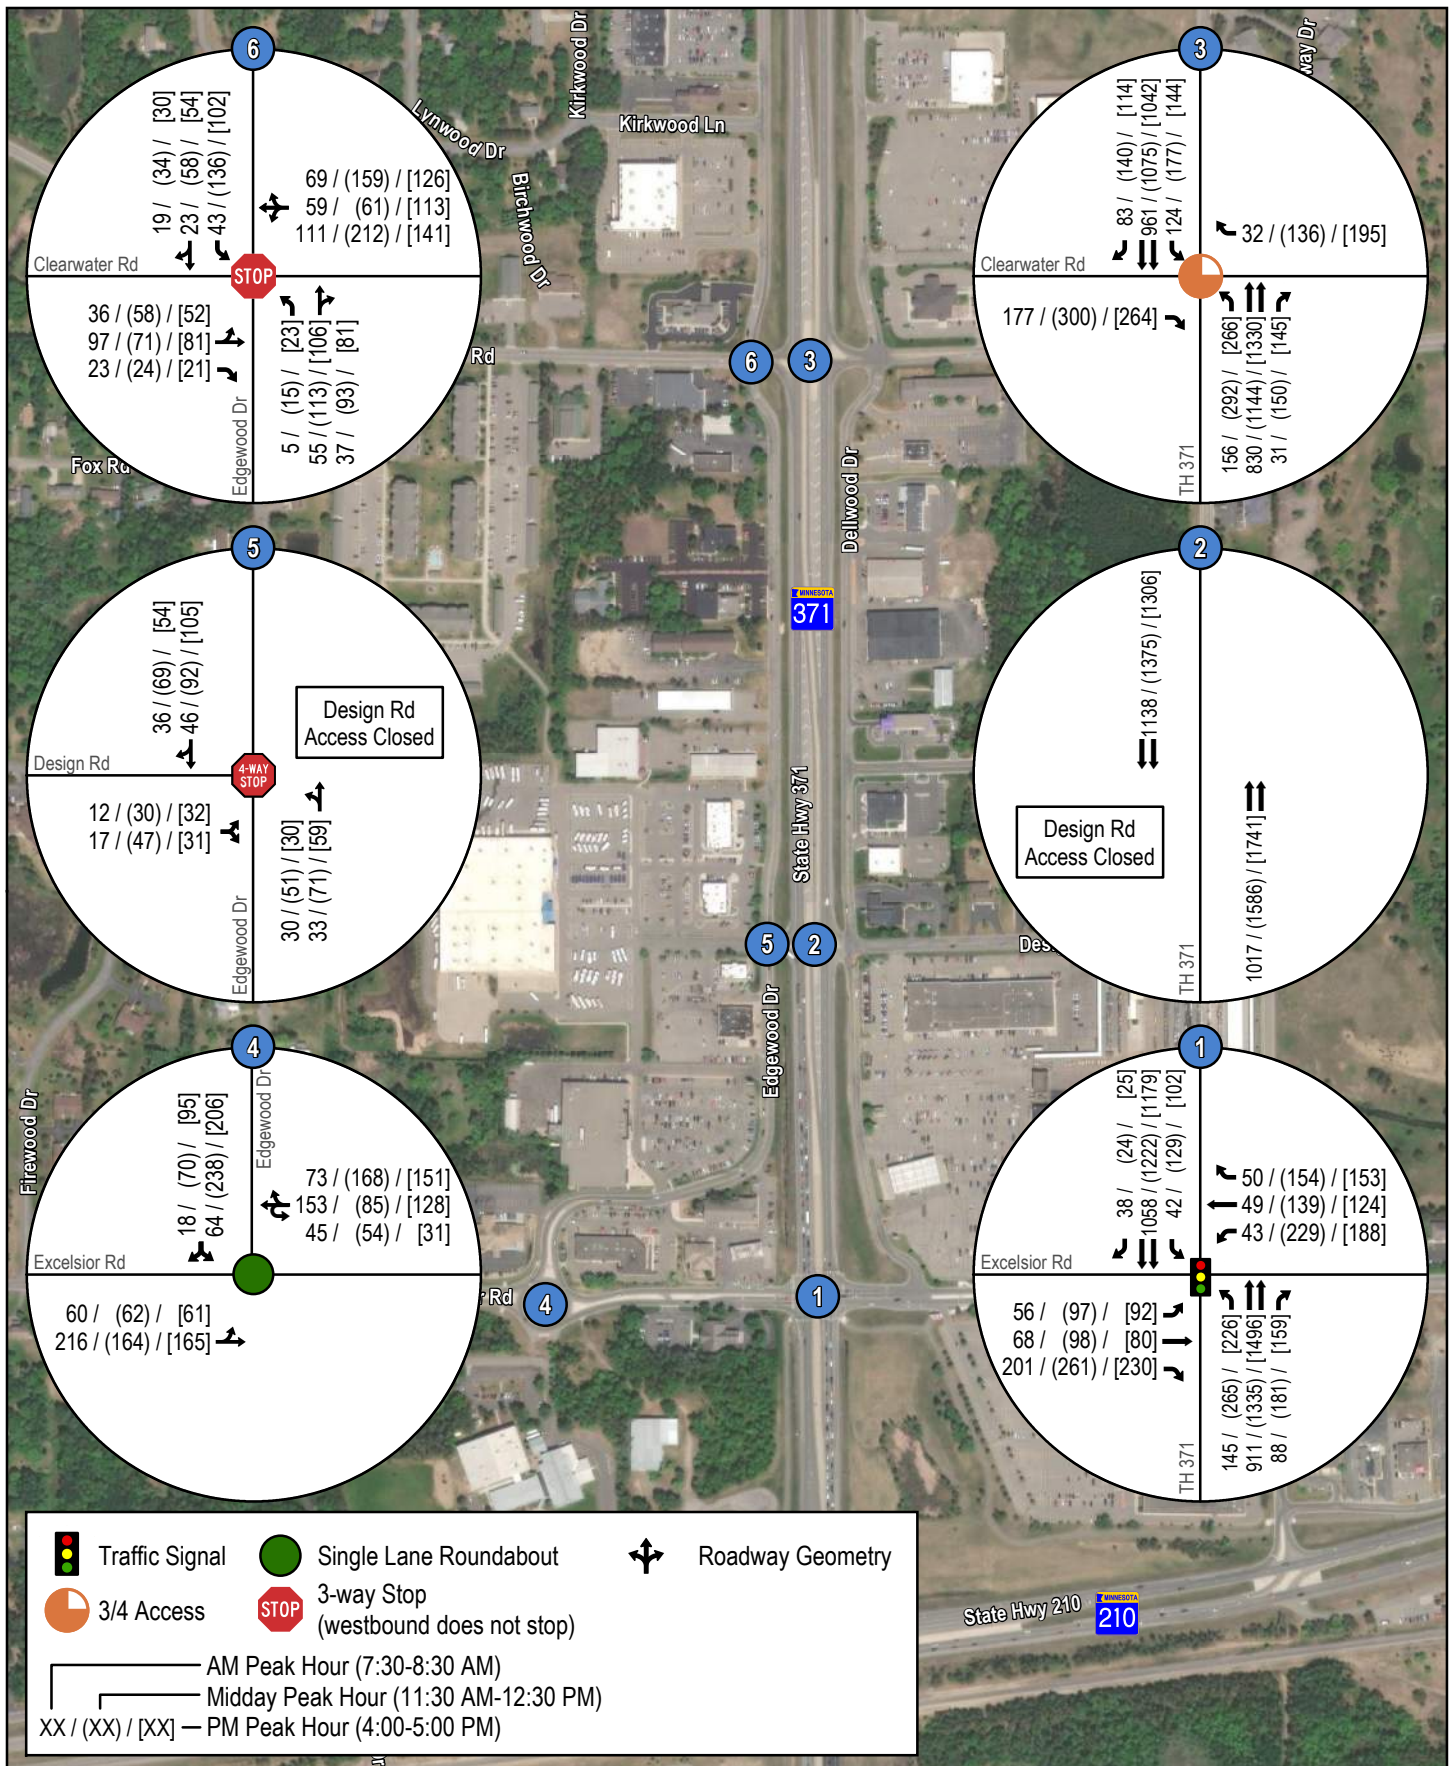 6
19 / (34) / [30]
23 / (58) / [54]
43 / (136) / [102]
69 / (159) / [126]
59 / (61) / [113]
111 / (212) / [141]
Clearwater Rd
STOP
36 / (58) / [52]
97 / (71) / [81]
23 / (24) / [21]
5 / (15) / [23]
55 / (113) / [106]
37 / (93) / [81]
Edgewood Dr
Kirkwood Dr
Lynwood Dr
Kirkwood Ln
Birchwood Dr
Rd
Fox Rd
way Dr
3
83 / (140) / [114]
961 / (1075) / [1042]
124 / (177) / [144]
32 / (136) / [195]
Clearwater Rd
177 / (300) / [264]
156 / (292) / [266]
830 / (1144) / [1330]
31 / (150) / [145]
TH 371
6
3
Dellwood Dr
MINNESOTA
371
State Hwy 371
5
36 / (69) / [54]
46 / (92) / [105]
Design Rd
Access Closed
Design Rd
4-WAY
STOP
12 / (30) / [32]
17 / (47) / [31]
30 / (51) / [30]
33 / (71) / [59]
Edgewood Dr
2
1138 / (1375) / [1306]
Design Rd
Access Closed
1017 / (1586) / [1741]
TH 371
5
2
Des
Edgewood Dr
Firewood Dr
4
Edgewood Dr
18 / (70) / [95]
64 / (238) / [206]
73 / (168) / [151]
153 / (85) / [128]
45 / (54) / [31]
Excelsior Rd
60 / (62) / [61]
216 / (164) / [165]
r Rd
4
1
1
38 / (24) / [25]
1058 / (1222) / [1179]
42 / (129) / [102]
50 / (154) / [153]
49 / (139) / [124]
43 / (229) / [188]
Excelsior Rd
56 / (97) / [92]
68 / (98) / [80]
201 / (261) / [230]
145 / (265) / [226]
911 / (1335) / [1496]
88 / (181) / [159]
TH 371
Traffic Signal
Single Lane Roundabout
Roadway Geometry
3/4 Access
STOP
3-way Stop
(westbound does not stop)
AM Peak Hour (7:30-8:30 AM)
Midday Peak Hour (11:30 AM-12:30 PM)
XX / (XX) / [XX]
PM Peak Hour (4:00-5:00 PM)
State Hwy 210
MINNESOTA
210